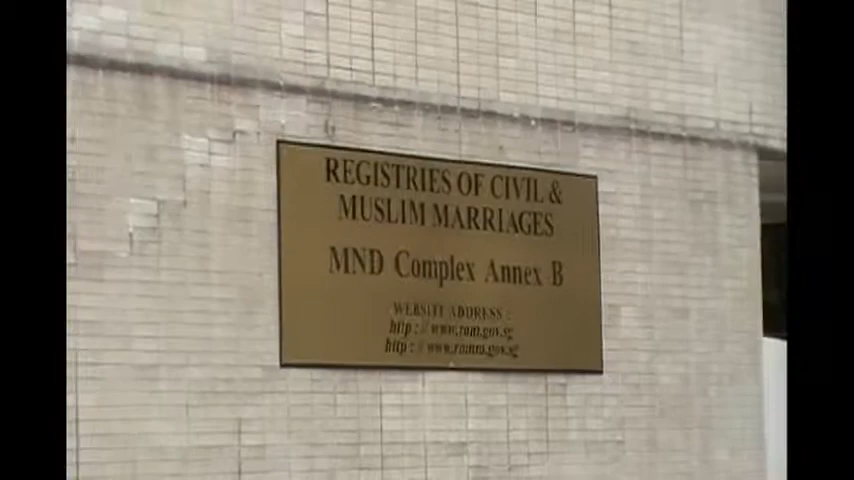 REGISTRIES OF CIVIL &
MUSLIM MARRIAGES
MND Complex Annex B
WEBSITE ADDRESS :
http://www.rom.gov.sg
http://www.romm.gov.sg